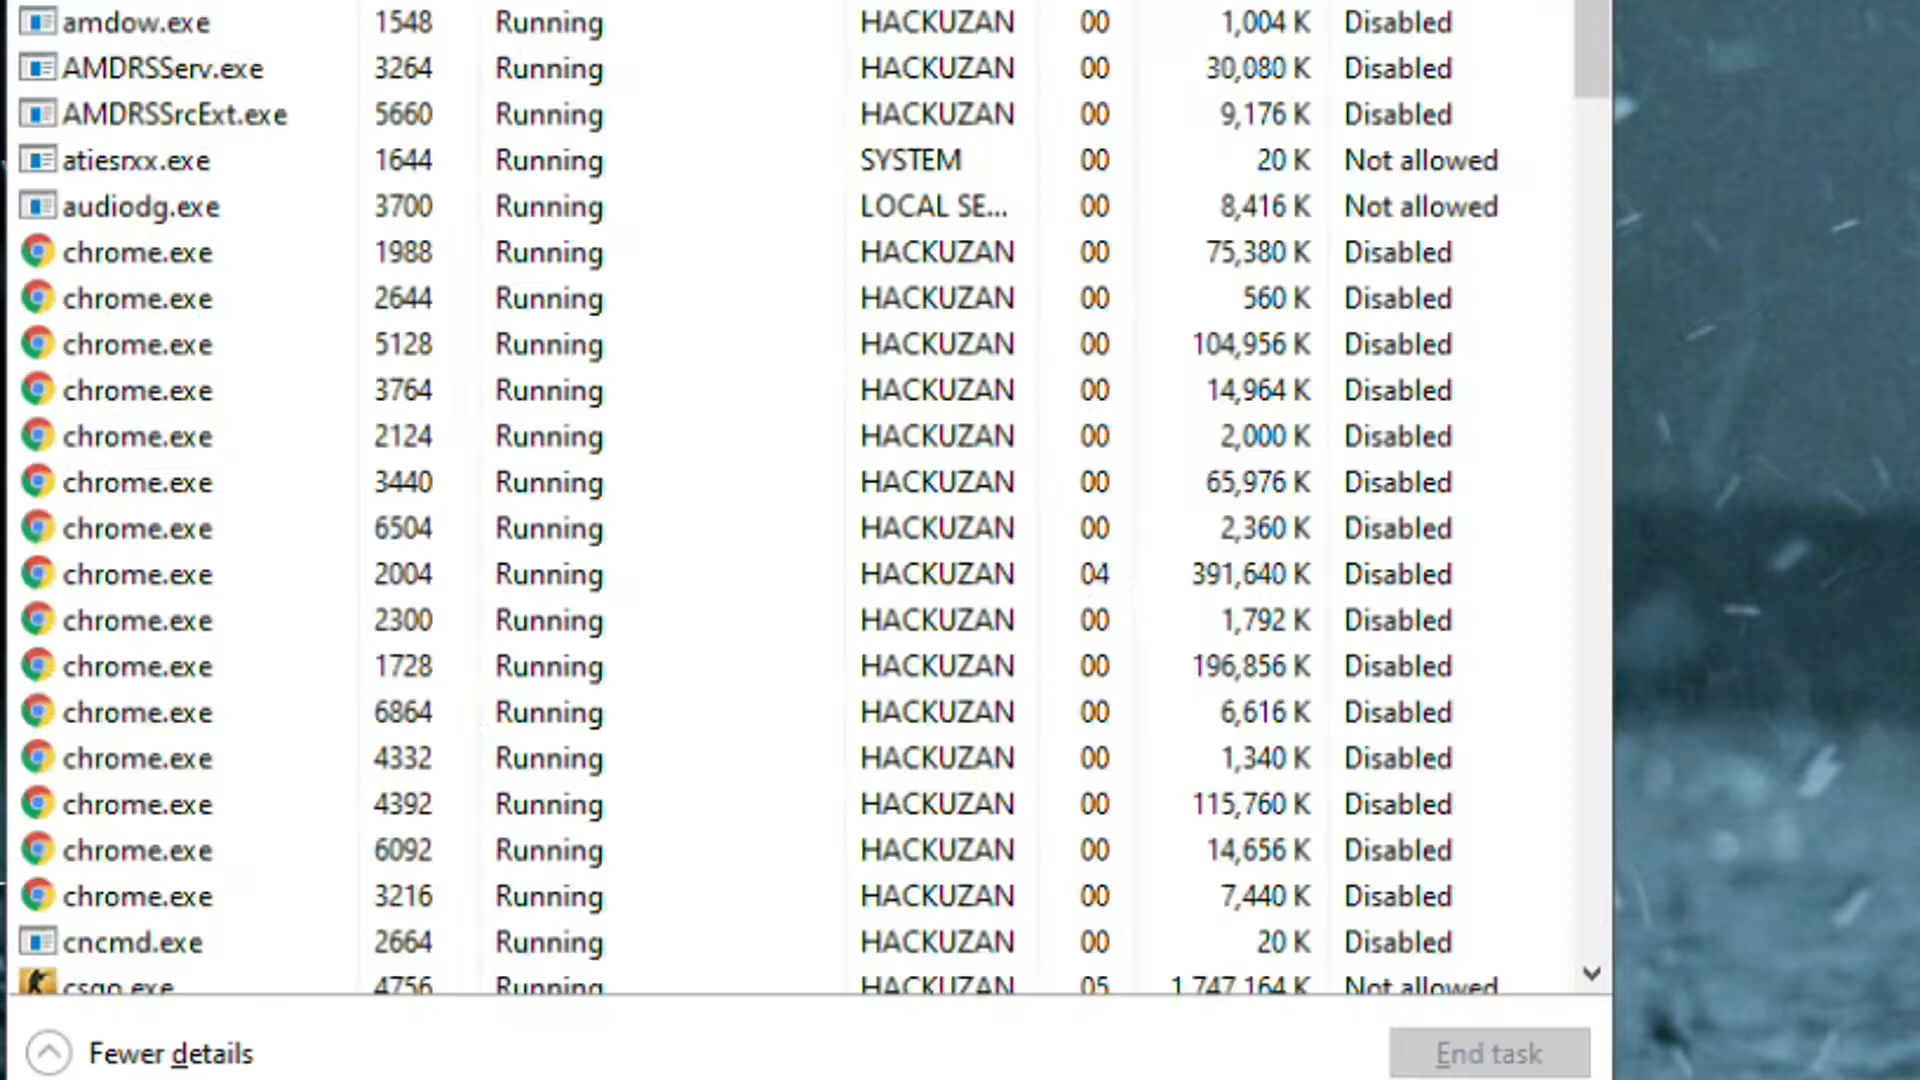 amdow.exe 1548 Running HACKUZAN 00 1,004 K Disabled
AMDRSServ.exe 3264 Running HACKUZAN 00 30,080 K Disabled
AMDRSSrcExt.exe 5660 Running HACKUZAN 00 9,176 K Disabled
atiesrxx.exe 1644 Running SYSTEM 00 20 K Not allowed
audiodg.exe 3700 Running LOCAL SE... 00 8,416 K Not allowed
chrome.exe 1988 Running HACKUZAN 00 75,380 K Disabled
chrome.exe 2644 Running HACKUZAN 00 560 K Disabled
chrome.exe 5128 Running HACKUZAN 00 104,956 K Disabled
chrome.exe 3764 Running HACKUZAN 00 14,964 K Disabled
chrome.exe 2124 Running HACKUZAN 00 2,000 K Disabled
chrome.exe 3440 Running HACKUZAN 00 65,976 K Disabled
chrome.exe 6504 Running HACKUZAN 00 2,360 K Disabled
chrome.exe 2004 Running HACKUZAN 04 391,640 K Disabled
chrome.exe 2300 Running HACKUZAN 00 1,792 K Disabled
chrome.exe 1728 Running HACKUZAN 00 196,856 K Disabled
chrome.exe 6864 Running HACKUZAN 00 6,616 K Disabled
chrome.exe 4332 Running HACKUZAN 00 1,340 K Disabled
chrome.exe 4392 Running HACKUZAN 00 115,760 K Disabled
chrome.exe 6092 Running HACKUZAN 00 14,656 K Disabled
chrome.exe 3216 Running HACKUZAN 00 7,440 K Disabled
cncmd.exe 2664 Running HACKUZAN 00 20 K Disabled
csgo.exe 4756 Running HACKUZAN 05 1,747,164 K Not allowed
Fewer details
End task